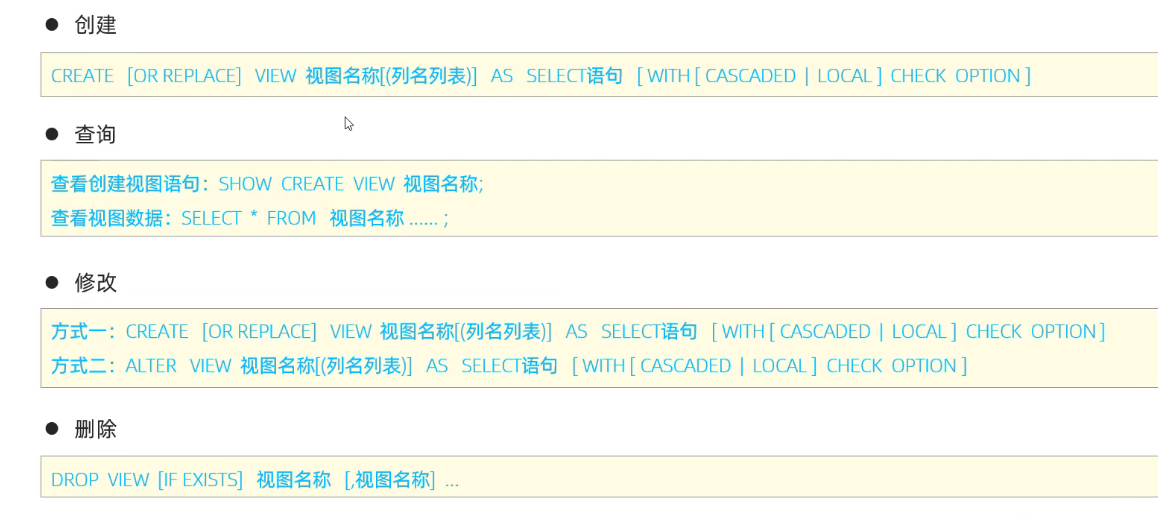 ● 创建
CREATE [OR REPLACE] VIEW 视图名称[(列名列表)] AS SELECT语句 [ WITH [ CASCADED | LOCAL ] CHECK OPTION ]
● 查询
查看创建视图语句：SHOW CREATE VIEW 视图名称;
查看视图数据：SELECT * FROM 视图名称 ...... ;
● 修改
方式一：CREATE [OR REPLACE] VIEW 视图名称[(列名列表)] AS SELECT语句 [ WITH [ CASCADED | LOCAL ] CHECK OPTION ]
方式二：ALTER VIEW 视图名称[(列名列表)] AS SELECT语句 [ WITH [ CASCADED | LOCAL ] CHECK OPTION ]
● 删除
DROP VIEW [IF EXISTS] 视图名称 [,视图名称] ...